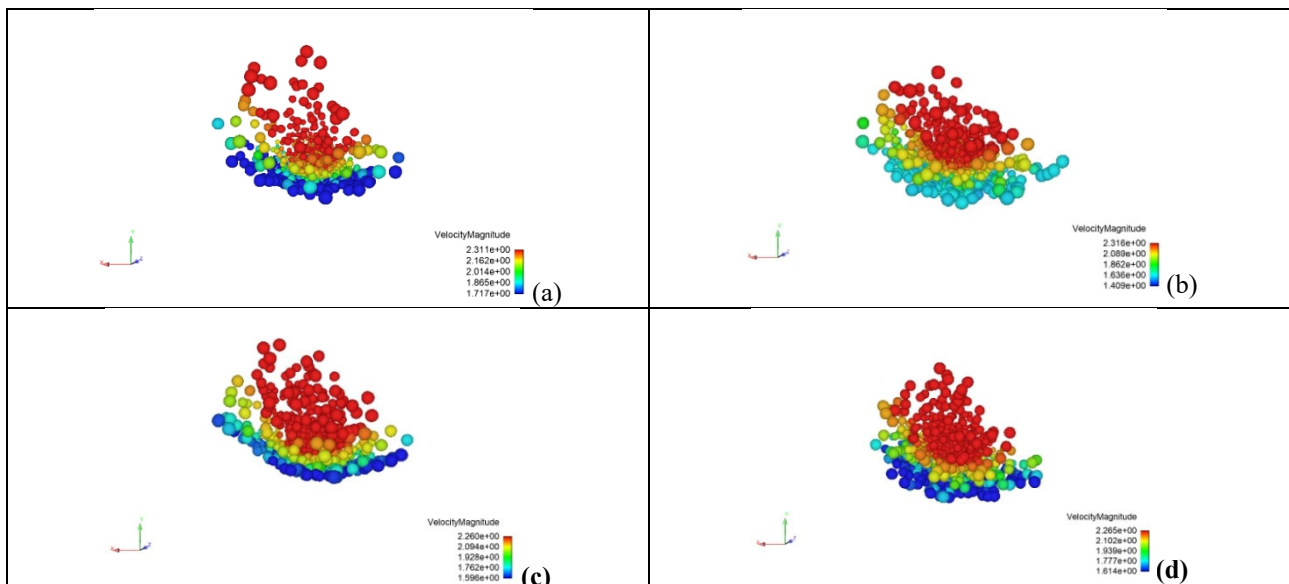 VelocityMagnitude
2.311e+00
2.162e+00
2.014e+00
1.865e+00
1.717e+00
(a)
VelocityMagnitude
2.316e+00
2.089e+00
1.862e+00
1.636e+00
1.409e+00
(b)
VelocityMagnitude
2.260e+00
2.094e+00
1.928e+00
1.762e+00
1.596e+00
(c)
VelocityMagnitude
2.265e+00
2.102e+00
1.939e+00
1.777e+00
1.614e+00
(d)